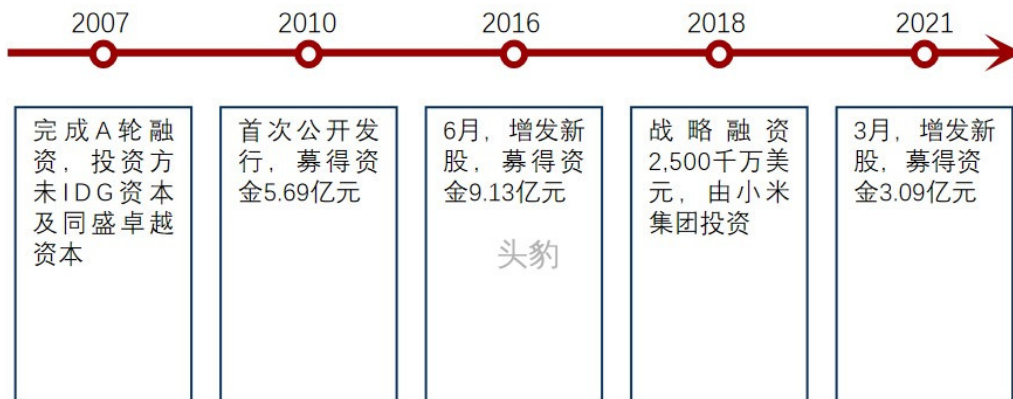 2007
2010
2016
2018
2021
完成A轮融
资，投资方
未IDG资本
及同盛卓越
资本
首次公开发
行，募得资
金5.69亿元
6月，增发新
股，募得资
金9.13亿元
战略融资
2,500千万美
元，由小米
集团投资
3月，增发新
股，募得资
金3.09亿元
头豹